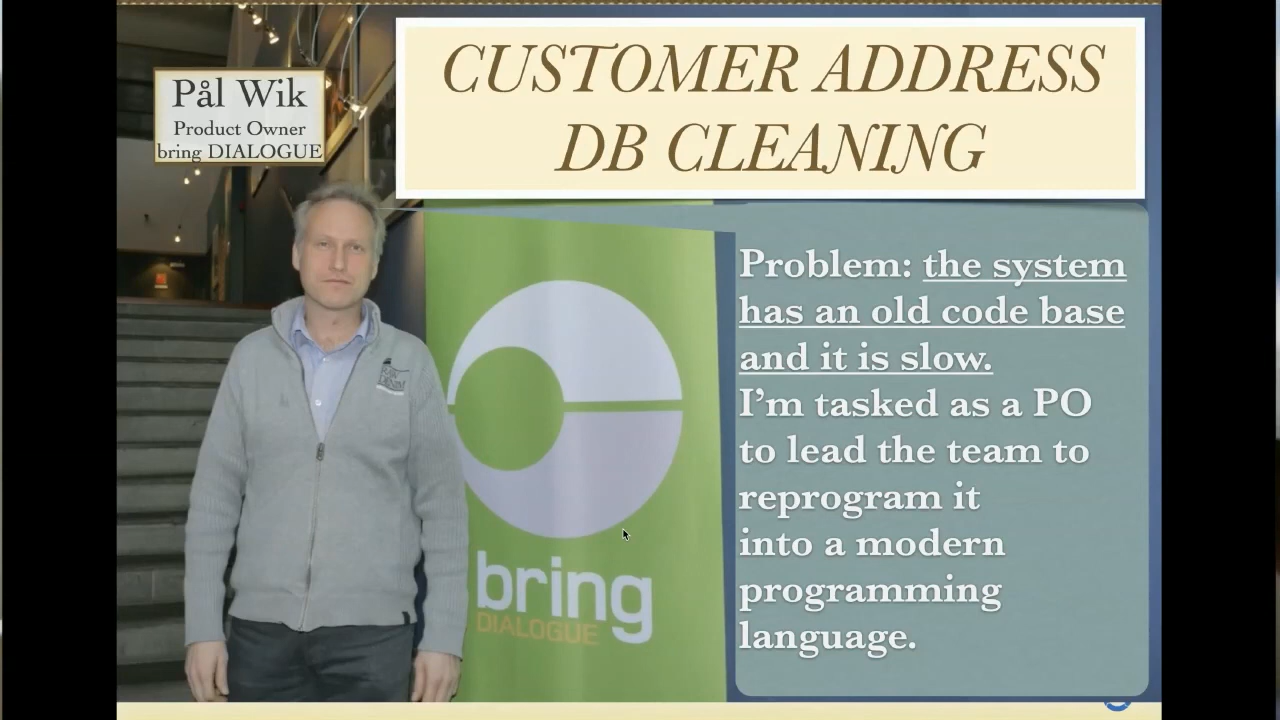 CUSTOMER ADDRESS
DB CLEANING
Pål Wik
Product Owner
bring DIALOGUE
Problem: the system
has an old code base
and it is slow.
I'm tasked as a PO
to lead the team to
reprogram it
into a modern
programming
language.
bring
DIALOGUE